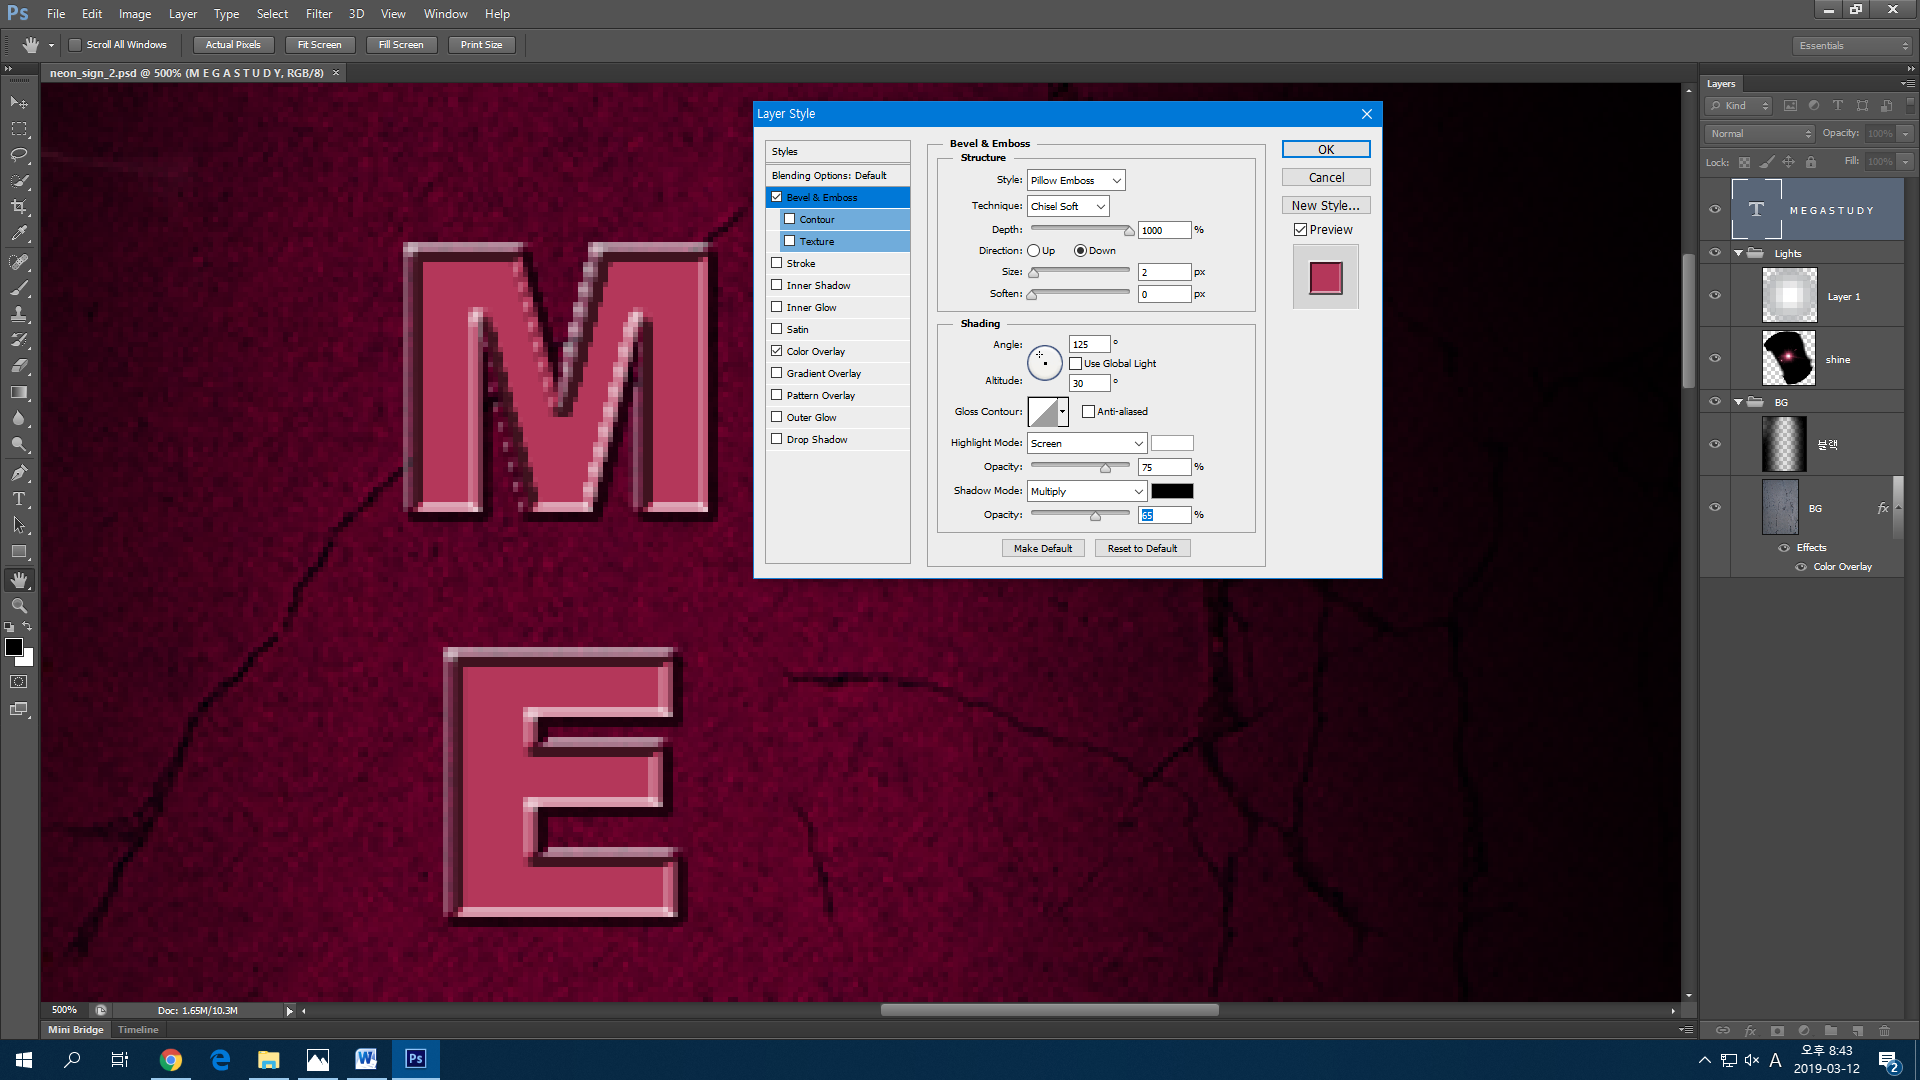 Ps File Edit Image Layer Type Select Filter 3D View Window Help
Scroll All Windows Actual Pixels Fit Screen Fill Screen Print Size Essentials
neon_sign_2.psd @ 500% (M E G A S T U D Y, RGB/8) ×
Layer Style
Styles
Blending Options: Default
Bevel & Emboss
Contour
Texture
Stroke
Inner Shadow
Inner Glow
Satin
Color Overlay
Gradient Overlay
Pattern Overlay
Outer Glow
Drop Shadow
Bevel & Emboss
Structure
Style: Pillow Emboss
Technique: Chisel Soft
Depth: 1000 %
Direction: Up Down
Size: 2 px
Soften: 0 px
Shading
Angle: 125 °
Use Global Light
Altitude: 30 °
Gloss Contour: Anti-aliased
Highlight Mode: Screen
Opacity: 75 %
Shadow Mode: Multiply
Opacity: 65 %
Make Default Reset to Default
OK
Cancel
New Style...
Preview
M
E
Layers
Kind
Normal Opacity: 100%
Lock: Fill: 100%
T M E G A S T U D Y
Lights
Layer 1
shine
BG
블랙
BG fx
Effects
Color Overlay
500% Doc: 1.65M/10.3M
Mini Bridge Timeline
Ps A 오후 8:43
2019-03-12 2